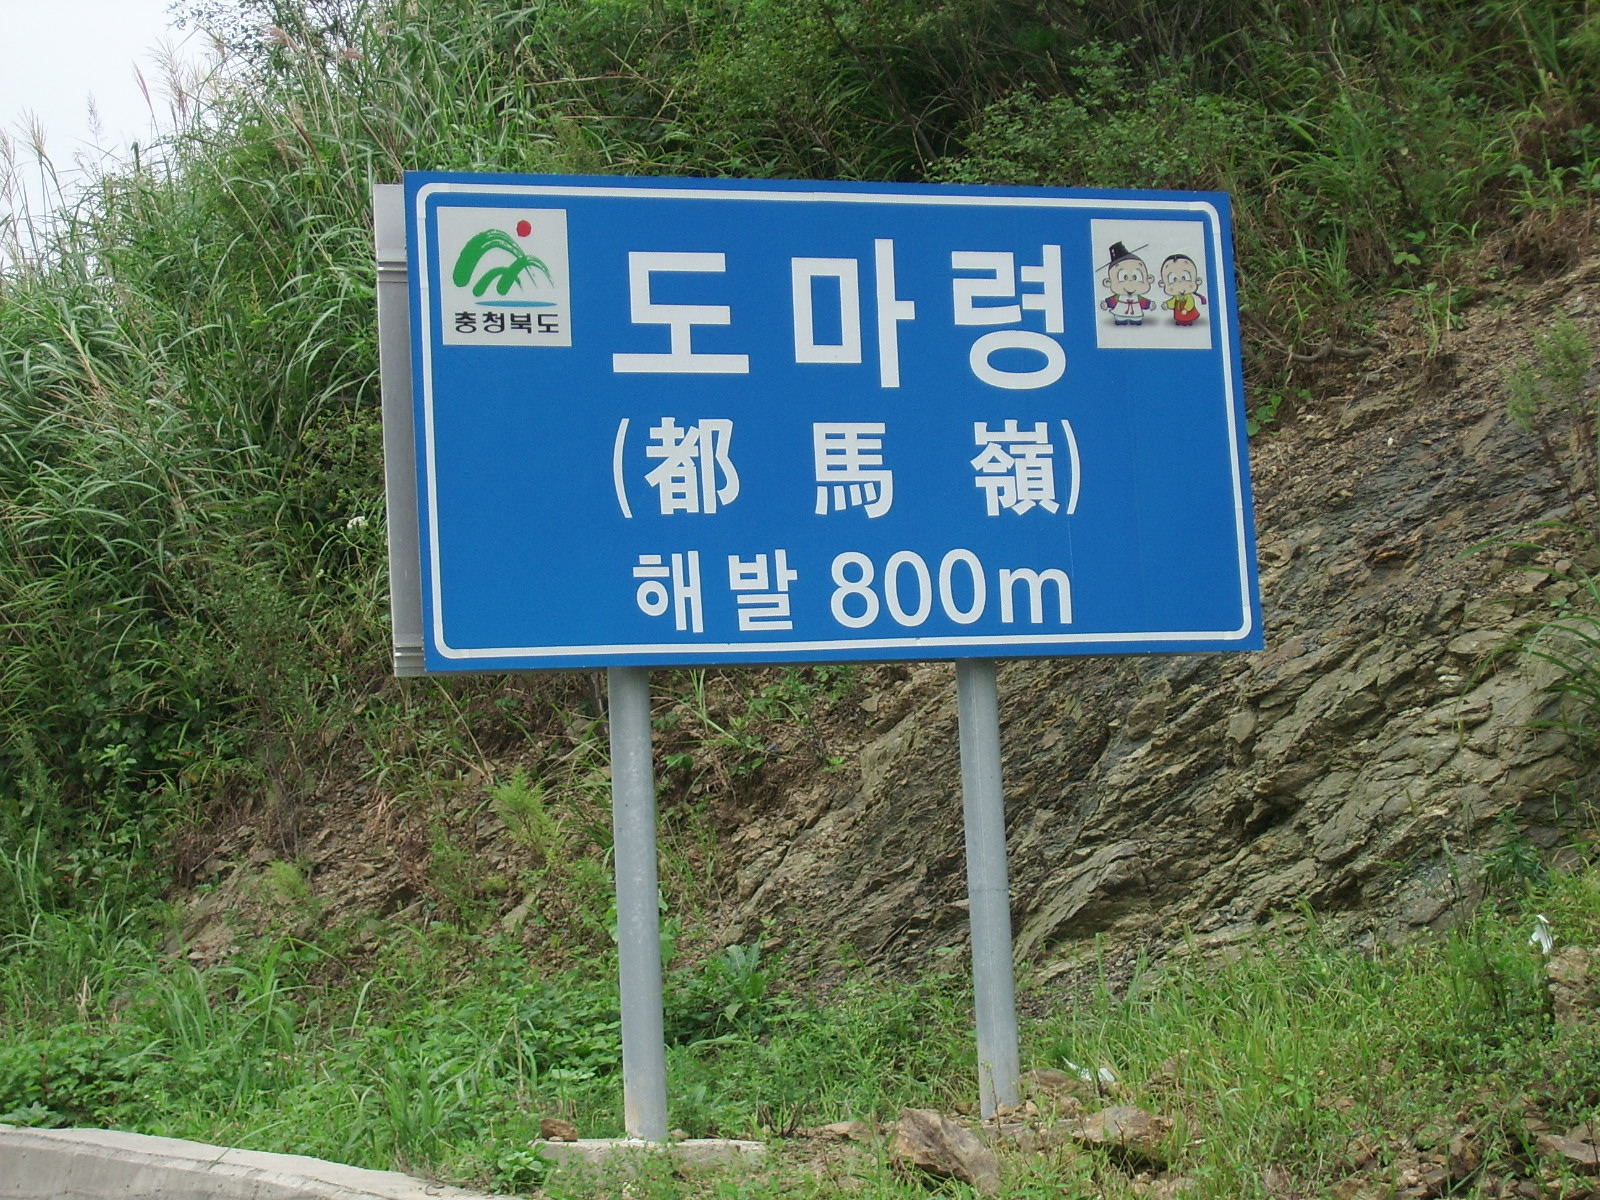 충청북도
도마령
(都馬嶺)
해발 800m